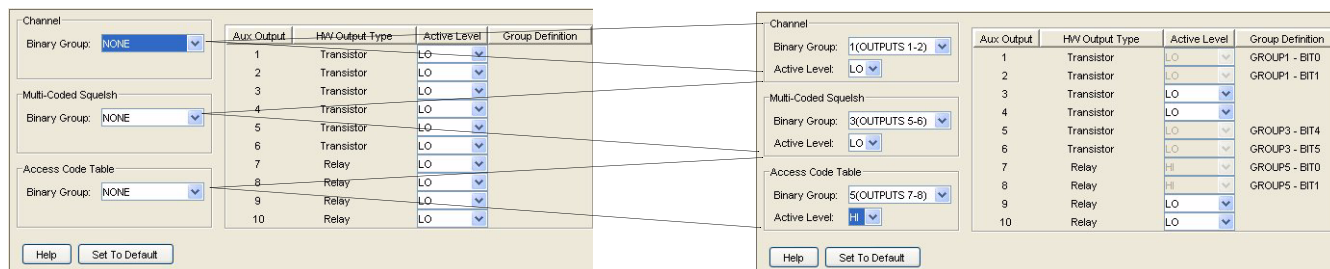 Channel
Binary Group: NONE
Multi-Coded Squelsh
Binary Group: NONE
Access Code Table
Binary Group: NONE
Aux Output HW Output Type Active Level Group Definition
1 Transistor LO
2 Transistor LO
3 Transistor LO
4 Transistor LO
5 Transistor LO
6 Transistor LO
7 Relay LO
8 Relay LO
9 Relay LO
10 Relay LO
Help Set To Default
Channel
Binary Group: 1(OUTPUTS 1-2)
Active Level: LO
Multi-Coded Squelsh
Binary Group: 3(OUTPUTS 5-6)
Active Level: LO
Access Code Table
Binary Group: 5(OUTPUTS 7-8)
Active Level: HI
Aux Output HW Output Type Active Level Group Definition
1 Transistor LO GROUP1 - BIT0
2 Transistor LO GROUP1 - BIT1
3 Transistor LO
4 Transistor LO
5 Transistor LO GROUP3 - BIT4
6 Transistor LO GROUP3 - BIT5
7 Relay HI GROUP5 - BIT0
8 Relay HI GROUP5 - BIT1
9 Relay LO
10 Relay LO
Help Set To Default